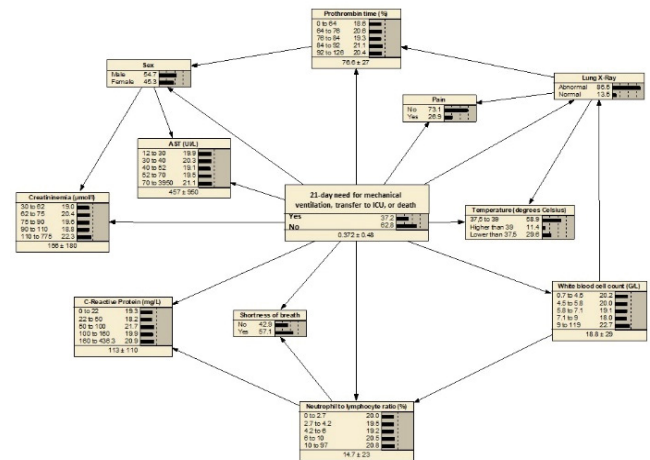 Prothrombin time (%)
0 to 64 18.6
64 to 76 20.6
76 to 84 19.3
84 to 92 21.1
92 to 126 20.4
76.6 ± 27
Sex
Male 54.7
Female 45.3
Lung X-Ray
Abnormal 86.5
Normal 13.5
Pain
No 73.1
Yes 26.9
AST (UI/L)
12 to 30 19.9
30 to 40 20.3
40 to 52 19.1
52 to 70 19.5
70 to 3950 21.1
457 ± 950
21-day need for mechanical
ventilation, transfer to ICU, or death
Yes 37.2
No 62.8
0.372 ± 0.48
Creatininemia (µmol/l)
30 to 62 19.0
62 to 75 20.4
75 to 90 19.6
90 to 110 18.8
110 to 775 22.3
166 ± 180
Temperature (degrees Celsius)
37,5 to 39 58.9
Higher than 39 11.4
Lower than 37,5 29.6
White blood cell count (G/L)
0.7 to 4.5 20.2
4.5 to 5.8 20.0
5.8 to 7.1 19.1
7.1 to 9 18.0
9 to 119 22.7
18.8 ± 29
C-Reactive Protein (mg/L)
0 to 22 19.3
22 to 50 18.2
50 to 100 21.7
100 to 160 19.9
160 to 436.3 20.9
113 ± 110
Shortness of breath
No 42.9
Yes 57.1
Neutrophil to lymphocyte ratio (%)
0 to 2.7 20.0
2.7 to 4.2 19.5
4.2 to 6 19.2
6 to 10 20.5
10 to 97 20.8
14.7 ± 23